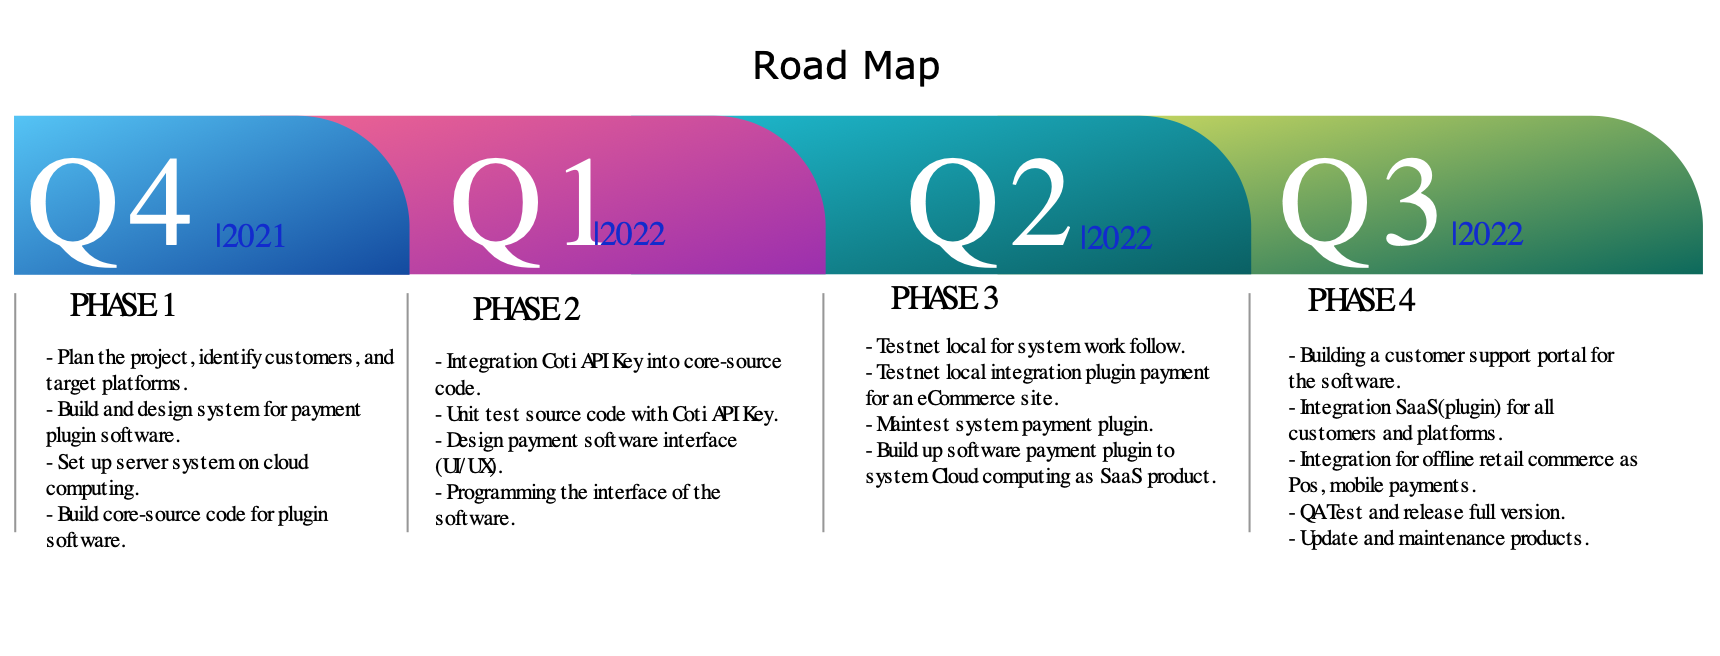 Road Map
Q4 |2021
PHASE 1
- Plan the project, identify customers, and
target platforms.
- Build and design system for payment
plugin software.
- Set up server system on cloud
computing.
- Build core-source code for plugin
software.
Q1 |2022
PHASE 2
- Integration Coti API Key into core-source
code.
- Unit test source code with Coti API Key.
- Design payment software interface
(UI/UX).
- Programming the interface of the
software.
Q2 |2022
PHASE 3
- Testnet local for system work follow.
- Testnet local integration plugin payment
for an eCommerce site.
- Maintest system payment plugin.
- Build up software payment plugin to
system Cloud computing as SaaS product.
Q3 |2022
PHASE 4
- Building a customer support portal for
the software.
- Integration SaaS(plugin) for all
customers and platforms.
- Integration for offline retail commerce as
Pos, mobile payments.
- QA Test and release full version.
- Update and maintenance products.